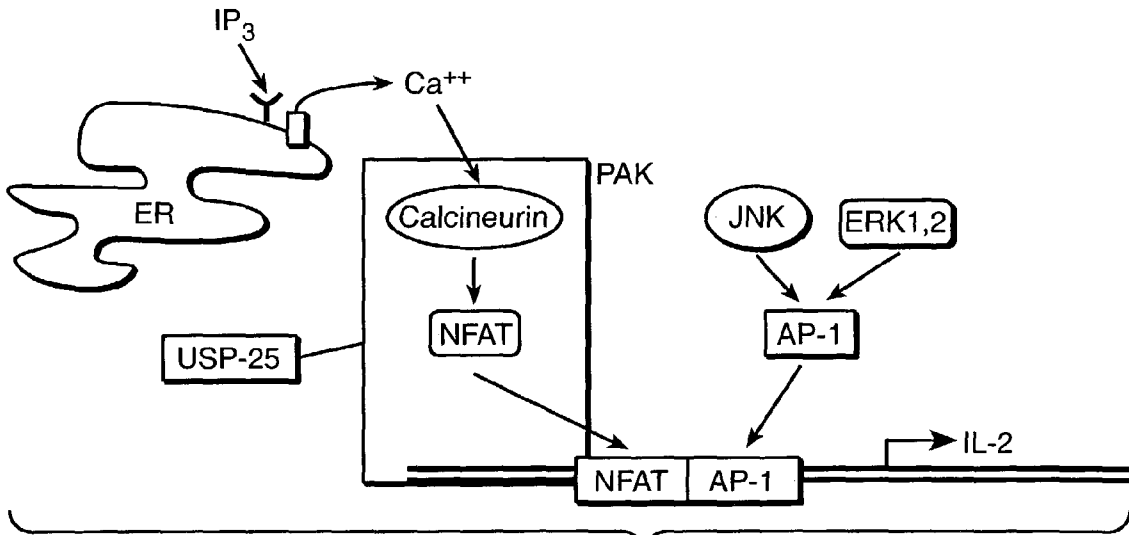 IP3
Ca++
PAK
ER
Calcineurin
JNK
ERK1,2
USP-25
NFAT
AP-1
IL-2
NFAT AP-1